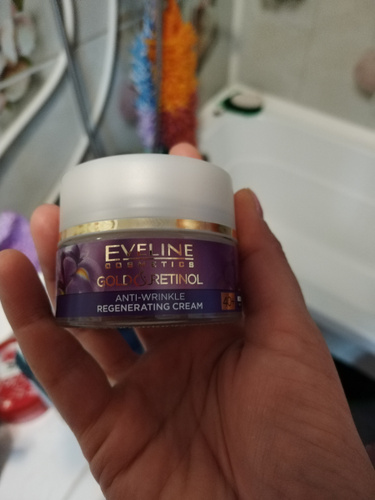 EVELINE
COSMETICS
GOLD & RETINOL
ANTI-WRINKLE
REGENERATING CREAM